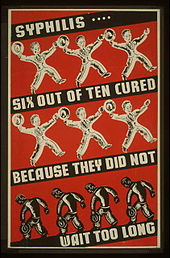 SYPHILIS ....
SIX OUT OF TEN CURED
BECAUSE THEY DID NOT
WAIT TOO LONG